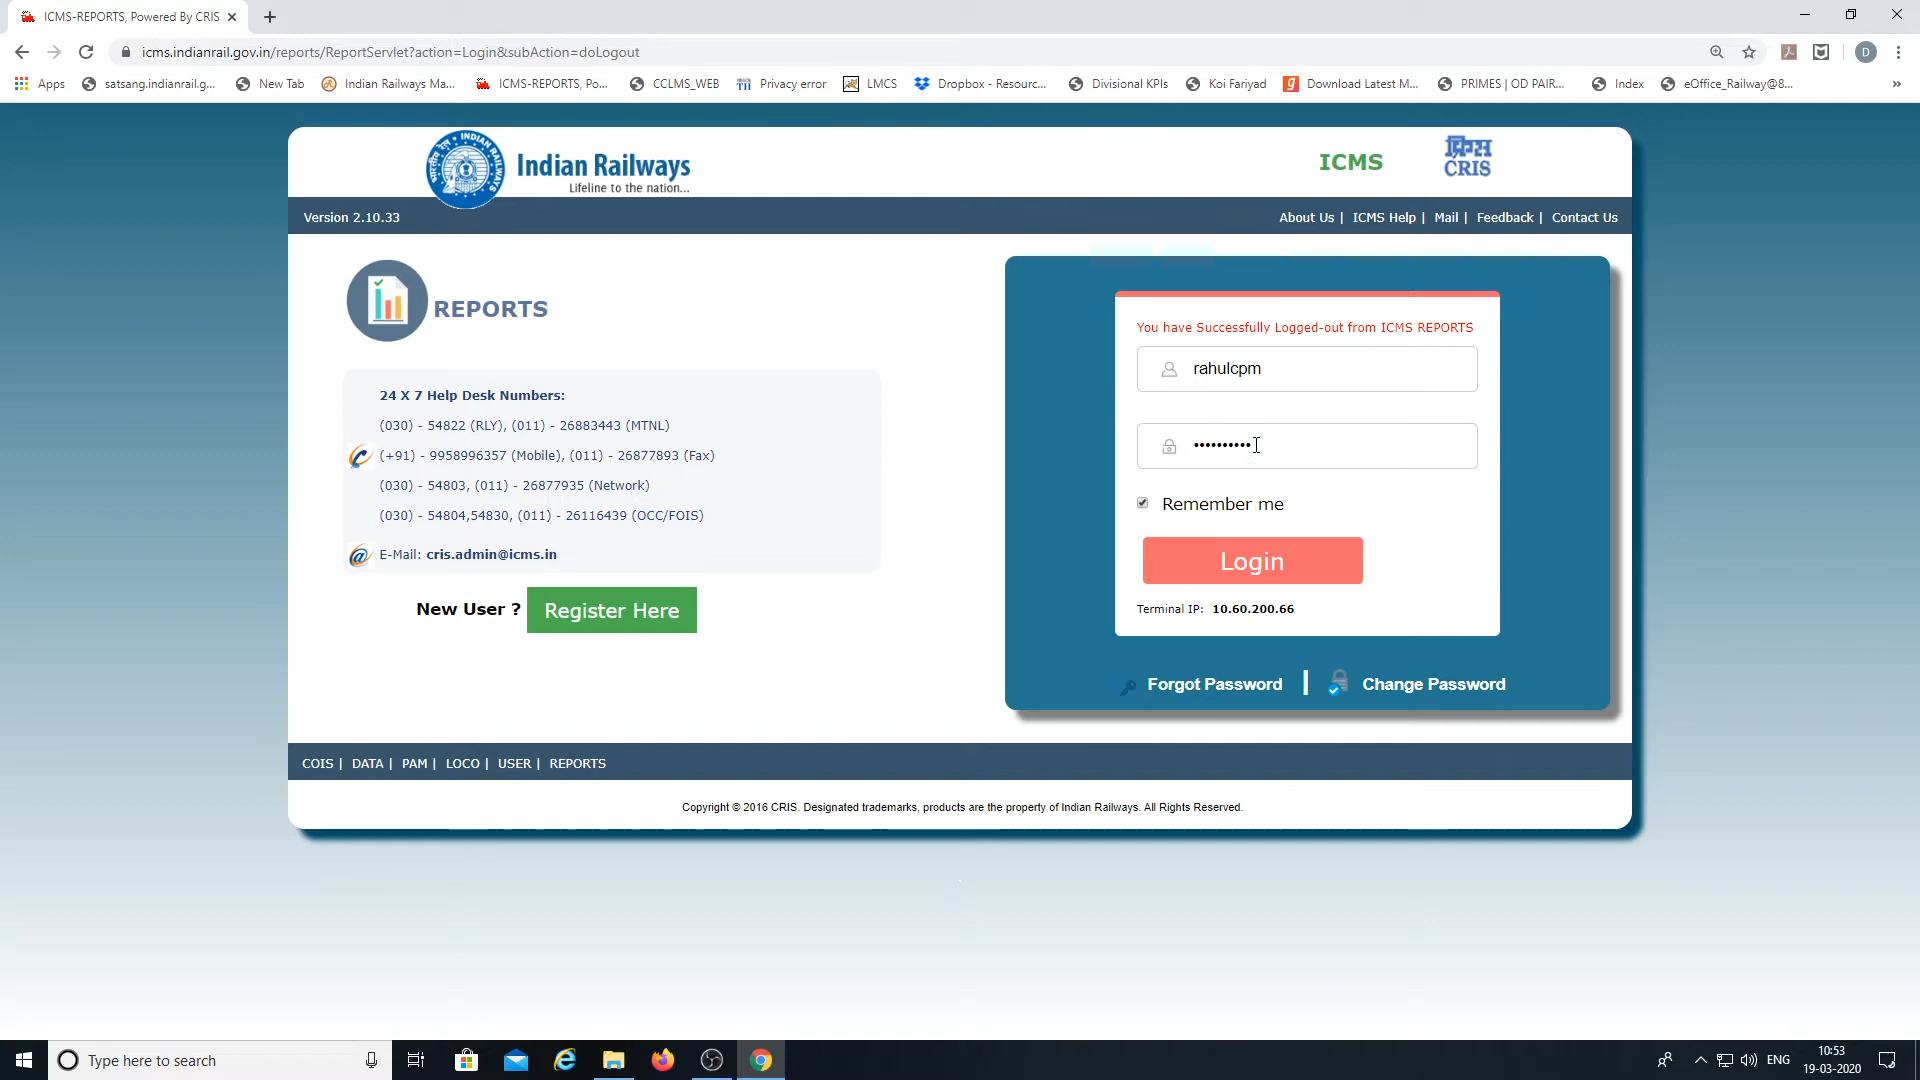 ICMS-REPORTS, Powered By CRIS
icms.indianrail.gov.in/reports/ReportServlet?action=Login&subAction=doLogout
D
Apps satsang.indianrail.g... New Tab Indian Railways Ma... ICMS-REPORTS, Po... CCLMS_WEB Privacy error LMCS Dropbox - Resourc... Divisional KPIs Koi Fariyad Download Latest M... PRIMES | OD PAIR... Index eOffice_Railway@8... »
Indian Railways
Lifeline to the nation...
ICMS
क्रिस
CRIS
Version 2.10.33
About Us | ICMS Help | Mail | Feedback | Contact Us
REPORTS
24 X 7 Help Desk Numbers:
(030) - 54822 (RLY), (011) - 26883443 (MTNL)
(+91) - 9958996357 (Mobile), (011) - 26877893 (Fax)
(030) - 54803, (011) - 26877935 (Network)
(030) - 54804,54830, (011) - 26116439 (OCC/FOIS)
E-Mail: cris.admin@icms.in
New User ? Register Here
You have Successfully Logged-out from ICMS REPORTS
rahulcpm
••••••••••
Remember me
Login
Terminal IP: 10.60.200.66
Forgot Password | Change Password
COIS | DATA | PAM | LOCO | USER | REPORTS
Copyright © 2016 CRIS. Designated trademarks, products are the property of Indian Railways. All Rights Reserved.
Type here to search
ENG
10:53
19-03-2020